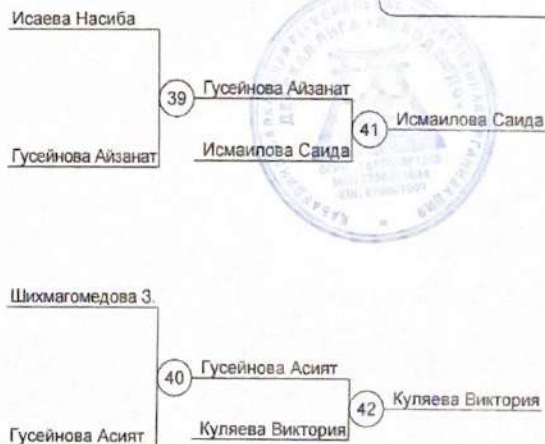 Исаева Насиба
39
Гусейнова Айзанат
Гусейнова Айзанат
41
Исмаилова Саида
Исмаилова Саида
Шихмагомедова З.
40
Гусейнова Асият
Гусейнова Асият
42
Куляева Виктория
Куляева Виктория